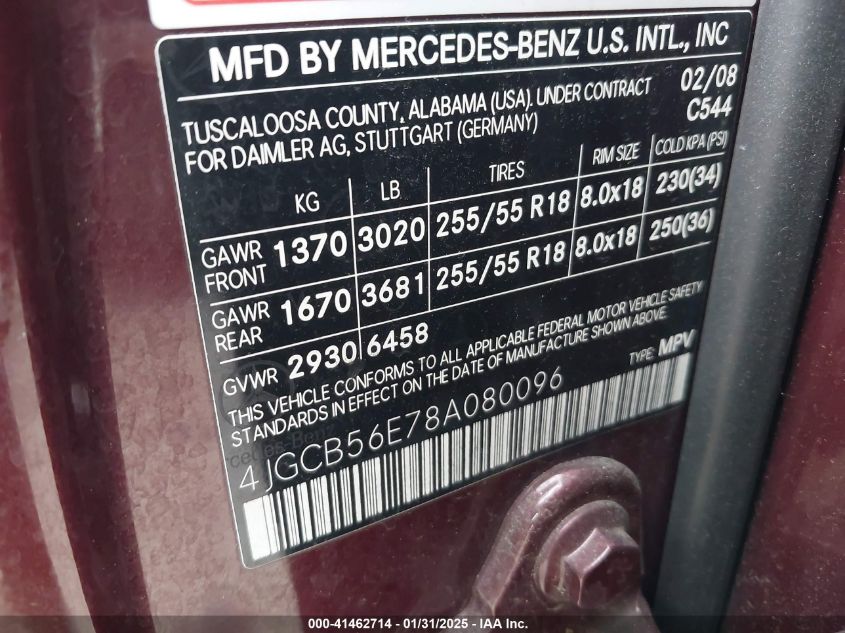 MFD BY MERCEDES-BENZ U.S. INTL., INC
TUSCALOOSA COUNTY, ALABAMA (USA). UNDER CONTRACT 02/08
FOR DAIMLER AG, STUTTGART (GERMANY) C544
KG LB TIRES RIM SIZE COLD KPA (PSI)
GAWR FRONT 1370 3020 255/55 R18 8.0x18 230(34)
GAWR REAR 1670 3681 255/55 R18 8.0x18 250(36)
GVWR 2930 6458
THIS VEHICLE CONFORMS TO ALL APPLICABLE FEDERAL MOTOR VEHICLE SAFETY
STANDARDS IN EFFECT ON THE DATE OF MANUFACTURE SHOWN ABOVE. TYPE: MPV
4JGCB56E78A080096
000-41462714 - 01/31/2025 - IAA Inc.